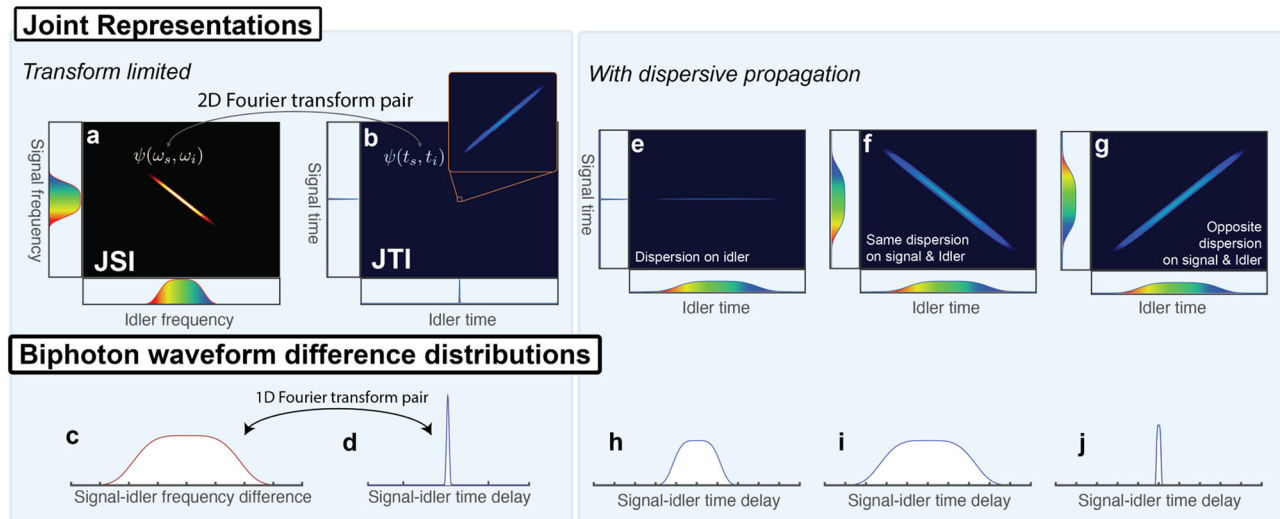 Joint Representations
Transform limited
2D Fourier transform pair
a
ψ(ωs, ωi)
JSI
Signal frequency
Idler frequency
b
ψ(ts, ti)
JTI
Signal time
Idler time
With dispersive propagation
e
Dispersion on idler
Signal time
Idler time
f
Same dispersion
on signal & Idler
Idler time
g
Opposite
dispersion
on signal & Idler
Idler time
Biphoton waveform difference distributions
1D Fourier transform pair
c
Signal-idler frequency difference
d
Signal-idler time delay
h
Signal-idler time delay
i
Signal-idler time delay
j
Signal-idler time delay